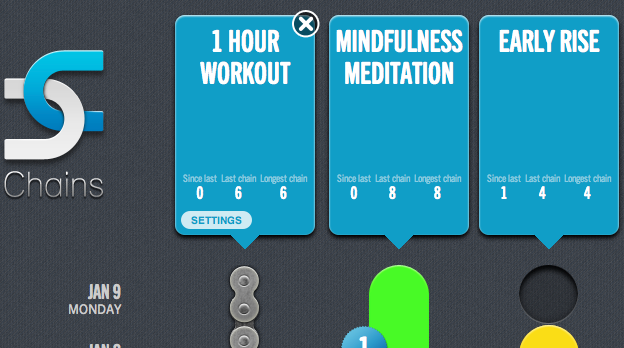 1 HOUR
WORKOUT
Since last Last chain Longest chain
0 6 6
SETTINGS
MINDFULNESS
MEDITATION
Since last Last chain Longest chain
0 8 8
EARLY RISE
Since last Last chain Longest chain
1 4 4
Chains
JAN 9
MONDAY
1